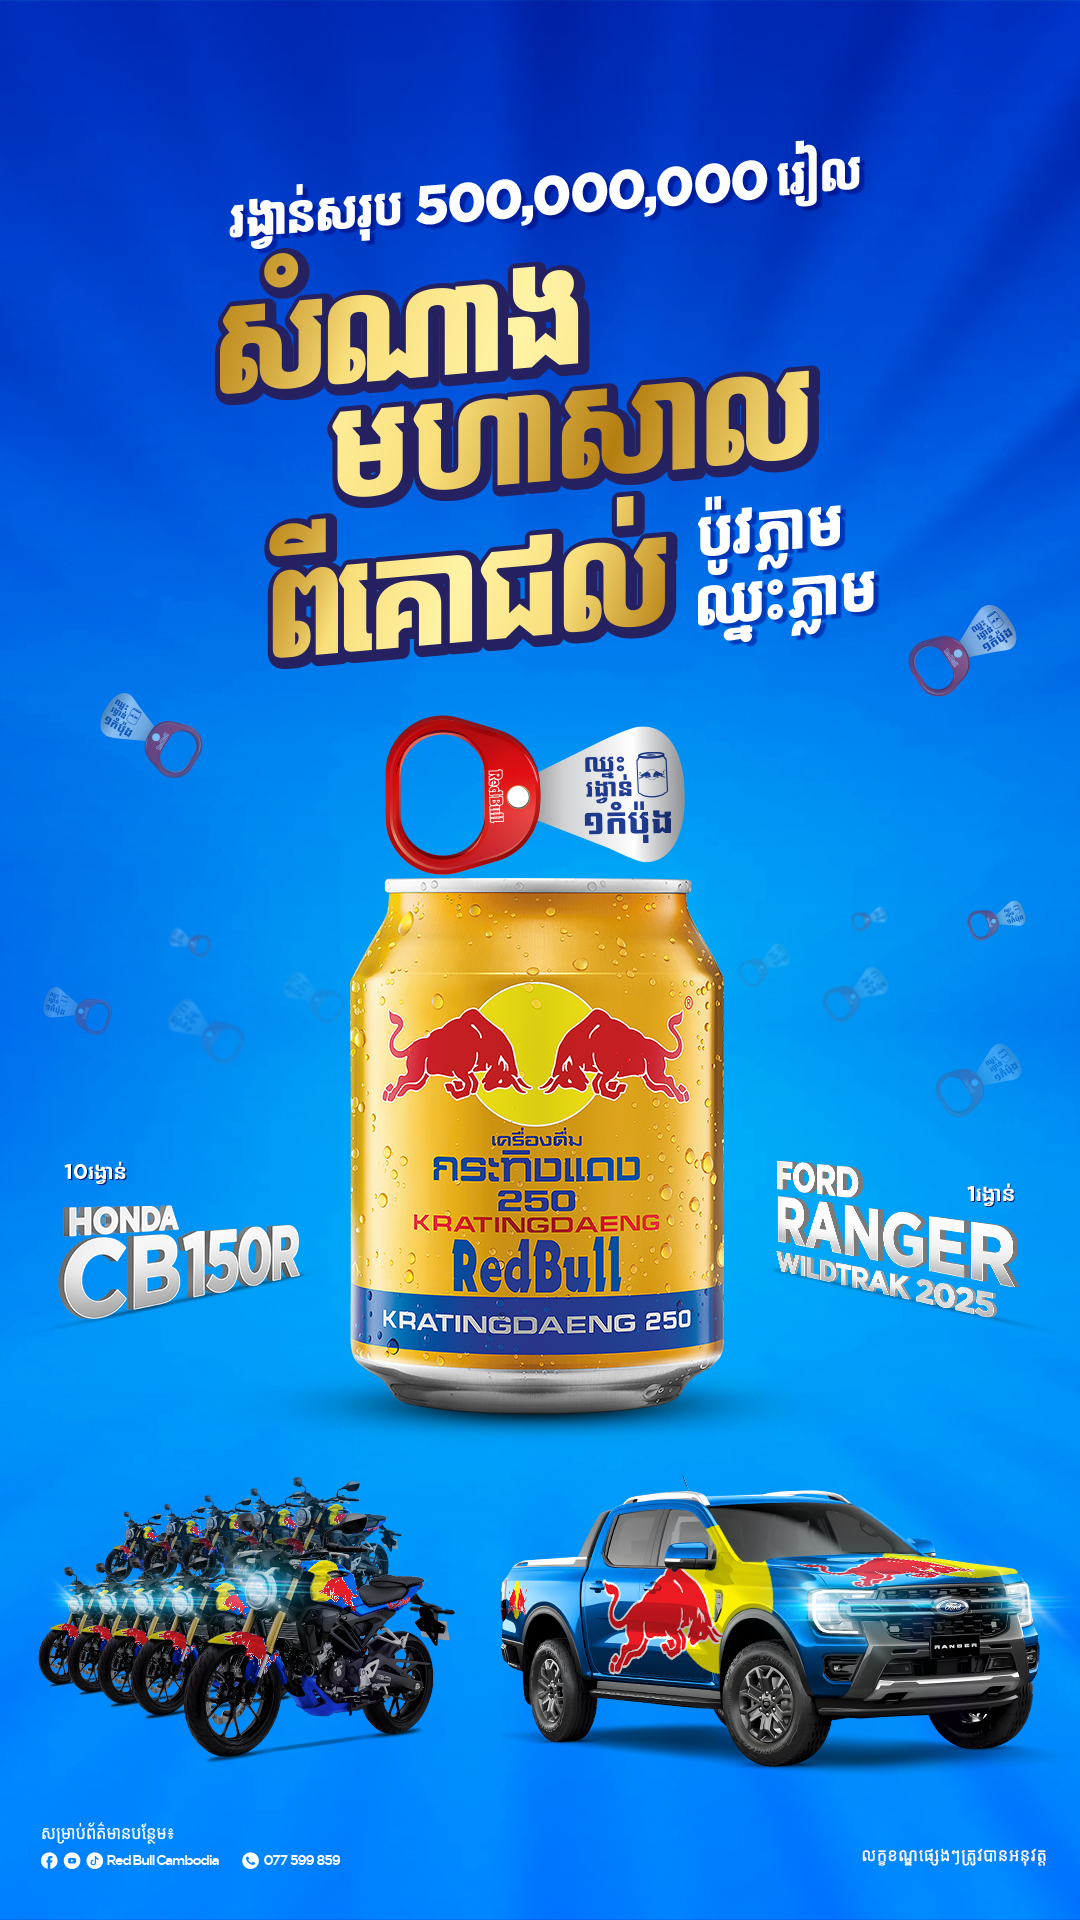 រង្វាន់សរុប 500,000,000 រៀល
សំណាង
មហាសាល
ពីគោជល់
ប៉ូវភ្លាម
ឈ្នះភ្លាម
RedBull
ឈ្នះ
រង្វាន់
១កំប៉ុង
เครื่องดื่ม
กระทิงแดง
250
KRATINGDAENG
RedBull
KRATINGDAENG 250
10រង្វាន់
HONDA
CB150R
FORD
1រង្វាន់
RANGER
WILDTRAK 2025
Ford
RANGER
សម្រាប់ព័ត៌មានបន្ថែម៖
Red Bull Cambodia 077 599 859
លក្ខខណ្ឌផ្សេងៗត្រូវបានអនុវត្ត